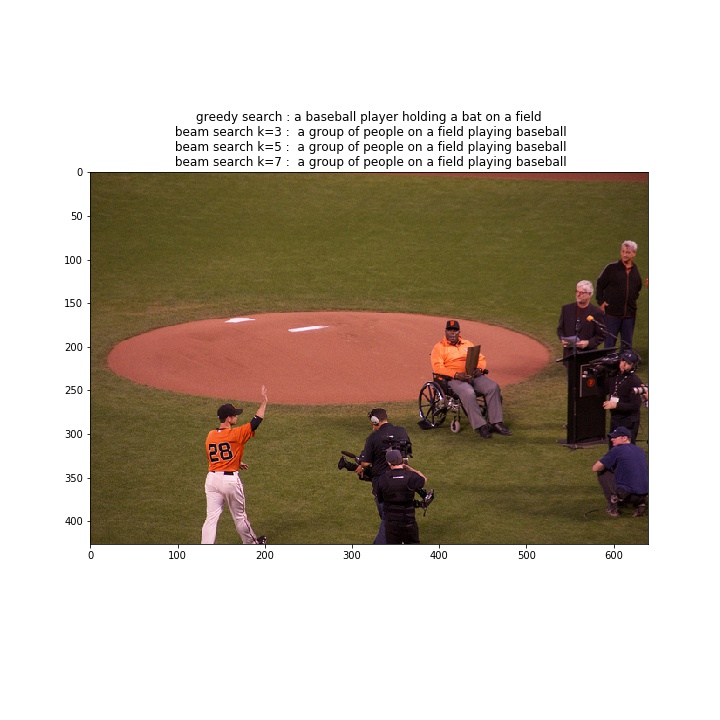 greedy search : a baseball player holding a bat on a field
beam search k=3 :  a group of people on a field playing baseball
beam search k=5 :  a group of people on a field playing baseball
beam search k=7 :  a group of people on a field playing baseball
0
50
100
150
200
250
300
350
400
28
0 100 200 300 400 500 600